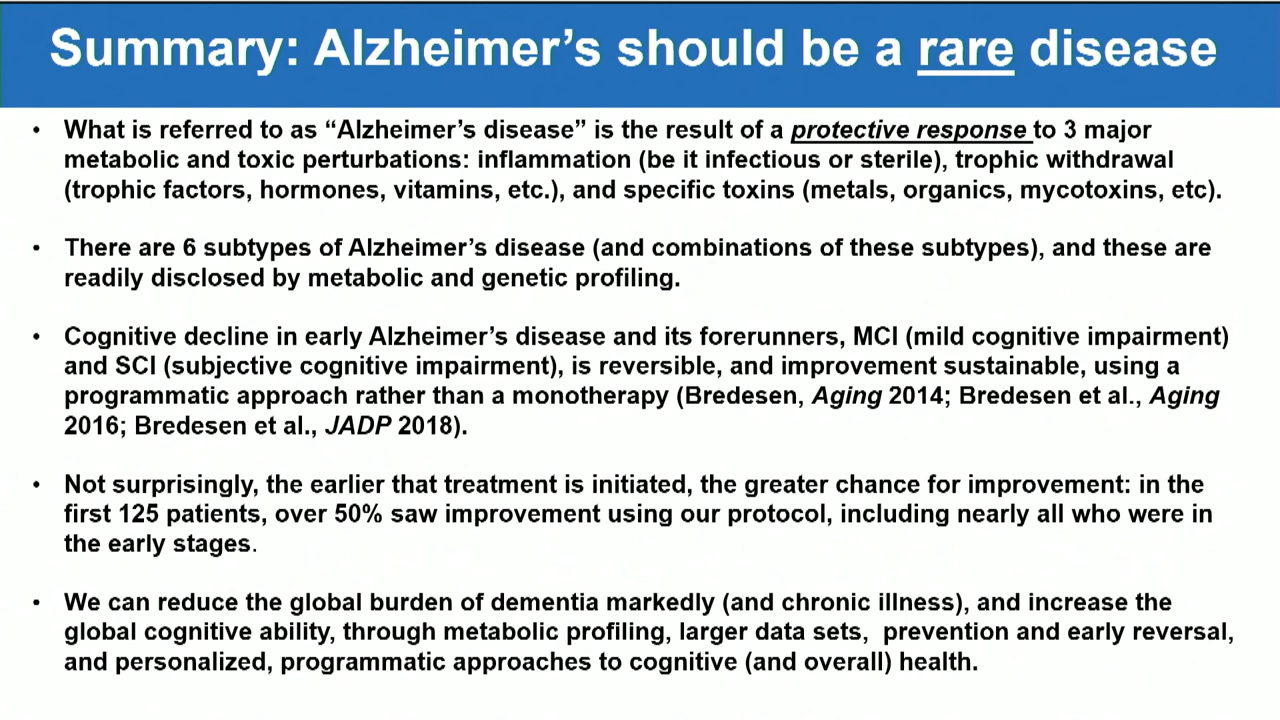 Summary: Alzheimer’s should be a rare disease
• What is referred to as “Alzheimer’s disease” is the result of a protective response to 3 major
metabolic and toxic perturbations: inflammation (be it infectious or sterile), trophic withdrawal
(trophic factors, hormones, vitamins, etc.), and specific toxins (metals, organics, mycotoxins, etc).
• There are 6 subtypes of Alzheimer’s disease (and combinations of these subtypes), and these are
readily disclosed by metabolic and genetic profiling.
• Cognitive decline in early Alzheimer’s disease and its forerunners, MCI (mild cognitive impairment)
and SCI (subjective cognitive impairment), is reversible, and improvement sustainable, using a
programmatic approach rather than a monotherapy (Bredesen, Aging 2014; Bredesen et al., Aging
2016; Bredesen et al., JADP 2018).
• Not surprisingly, the earlier that treatment is initiated, the greater chance for improvement: in the
first 125 patients, over 50% saw improvement using our protocol, including nearly all who were in
the early stages.
• We can reduce the global burden of dementia markedly (and chronic illness), and increase the
global cognitive ability, through metabolic profiling, larger data sets,  prevention and early reversal,
and personalized, programmatic approaches to cognitive (and overall) health.